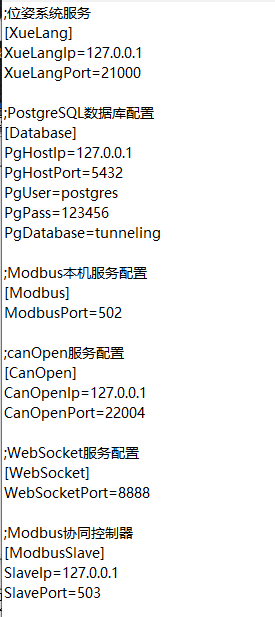 ;位姿系统服务
[XueLang]
XueLangIp=127.0.0.1
XueLangPort=21000
;PostgreSQL数据库配置
[Database]
PgHostIp=127.0.0.1
PgHostPort=5432
PgUser=postgres
PgPass=123456
PgDatabase=tunneling
;Modbus本机服务配置
[Modbus]
ModbusPort=502
;canOpen服务配置
[CanOpen]
CanOpenIp=127.0.0.1
CanOpenPort=22004
;WebSocket服务配置
[WebSocket]
WebSocketPort=8888
;Modbus协同控制器
[ModbusSlave]
SlaveIp=127.0.0.1
SlavePort=503